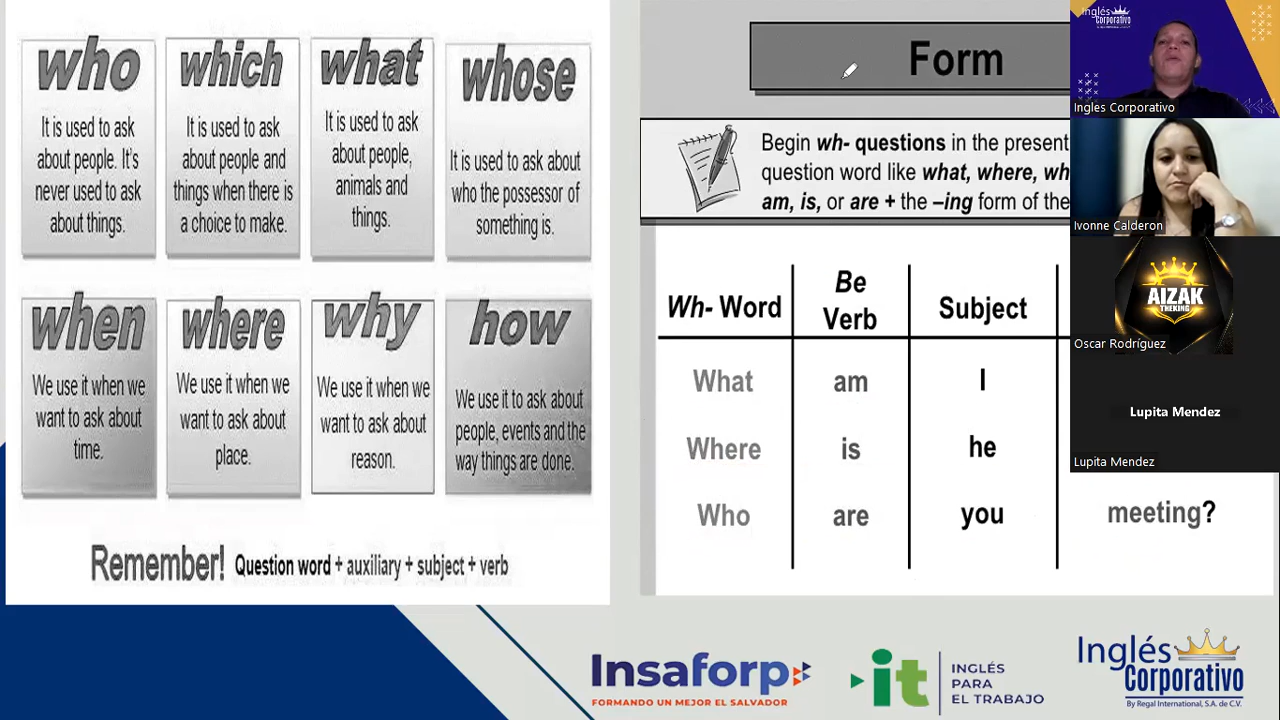 who
It is used to ask
about people. It's
never used to ask
about things.
which
It is used to ask
about people and
things when there is
a choice to make.
what
It is used to ask
about people,
animals and
things.
whose
It is used to ask about
who the possessor of
something is.
when
We use it when we
want to ask about
time.
where
We use it when we
want to ask about
place.
why
We use it when we
want to ask about
reason.
how
We use it to ask about
people, events and the
way things are done.
Remember! Question word + auxiliary + subject + verb
Form
Begin wh- questions in the present
question word like what, where, wh
am, is, or are + the –ing form of the
Wh- Word
Be
Verb
Subject
What am I
Where is he
Who are you meeting?
Inglés
Corporativo
Ingles Corporativo
Ivonne Calderon
AIZAK
THEKING
Oscar Rodríguez
Lupita Mendez
Lupita Mendez
Insaforp
FORMANDO UN MEJOR EL SALVADOR
it
INGLÉS
PARA
EL TRABAJO
Inglés
Corporativo
By Regal International, S.A. de C.V.